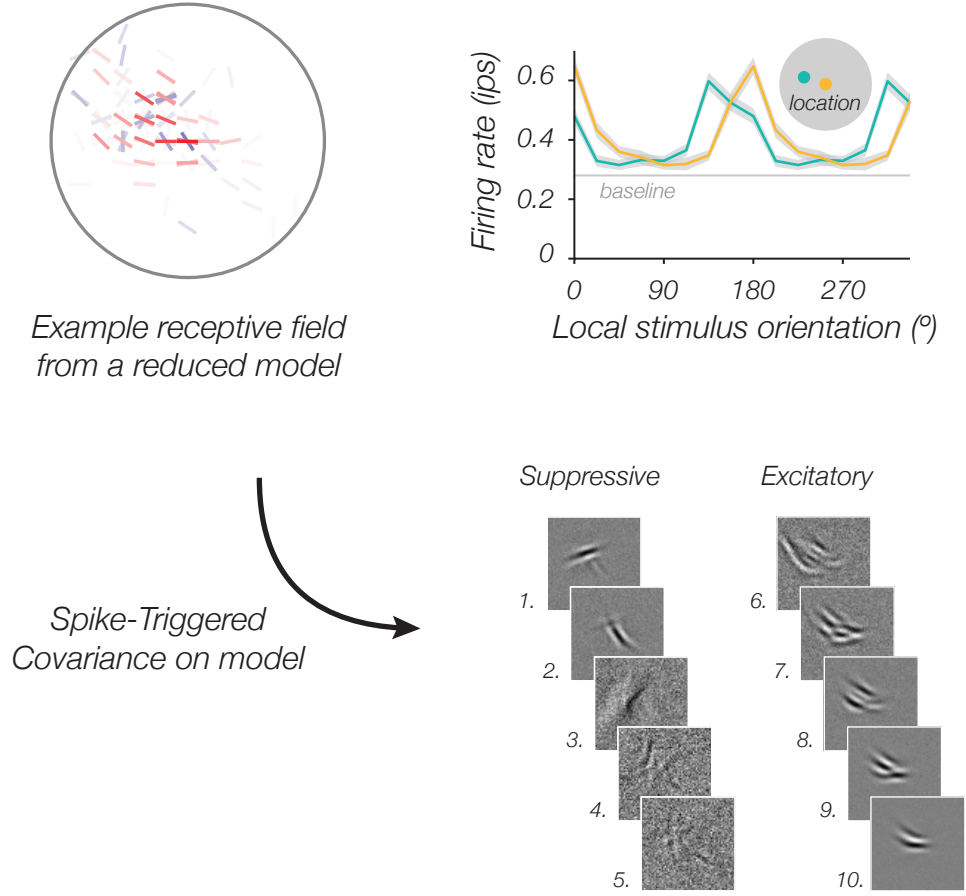 Example receptive field
from a reduced model
Firing rate (ips)
0.6
0.4
0.2
0
location
baseline
0
90
180
270
Local stimulus orientation (º)
Spike-Triggered
Covariance on model
Suppressive
1.
2.
3.
4.
5.
Excitatory
6.
7.
8.
9.
10.